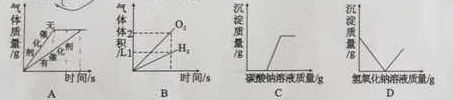 气体质量/g
无催化剂
有催化剂
时间/s
A
气体体积/L
2
1
O₂
H₂
时间/s
B
沉淀质量/g
碳酸钠溶液质量/g
C
沉淀质量/g
氢氧化钠溶液质量/g
D